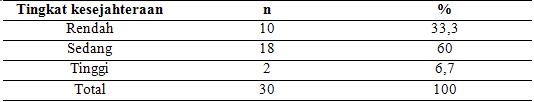 Tingkat kesejahteraan n %
Rendah 10 33,3
Sedang 18 60
Tinggi 2 6,7
Total 30 100